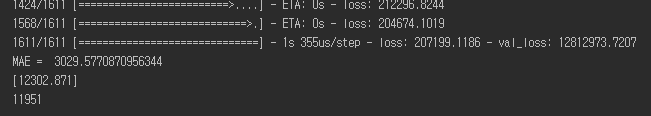 1424/1611 [=========================>....] - ETA: 0s - loss: 212296.8244
1568/1611 [============================>.] - ETA: 0s - loss: 204674.1019
1611/1611 [==============================] - 1s 355us/step - loss: 207199.1186 - val_loss: 12812973.7207
MAE =  3029.5770870956344
[12302.871]
11951